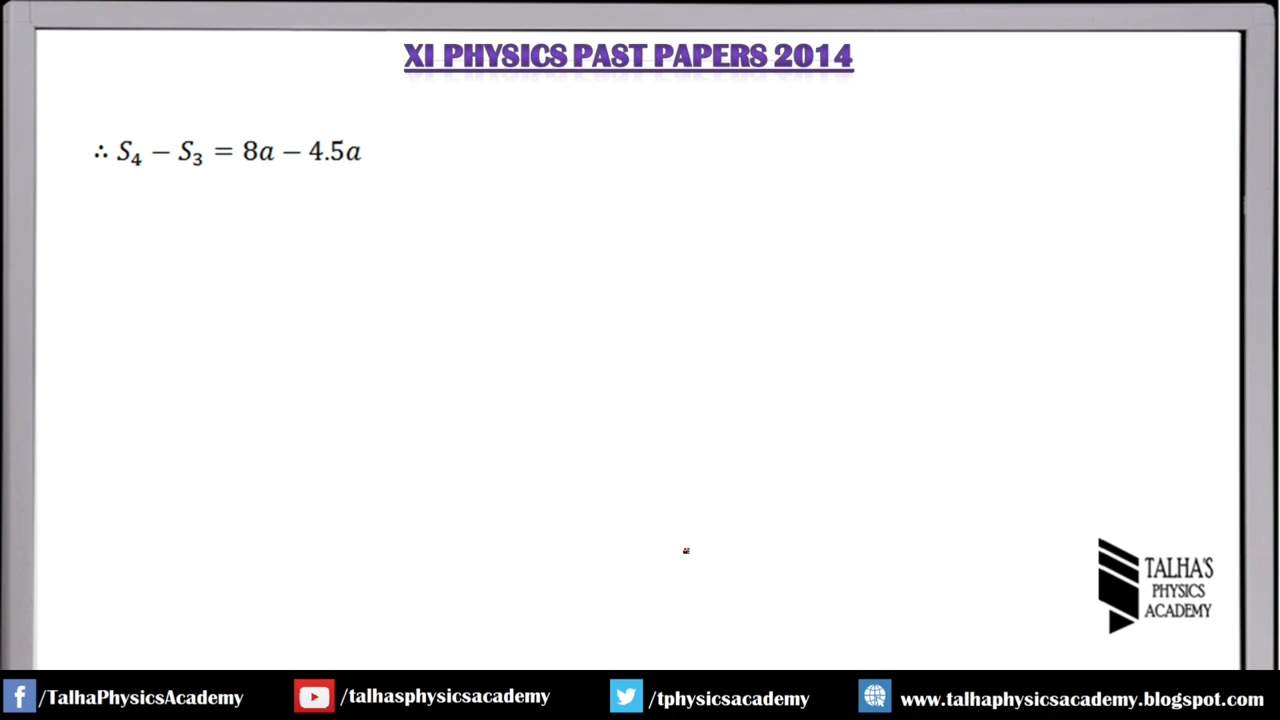 XI PHYSICS PAST PAPERS 2014
∴ S₄ − S₃ = 8a − 4.5a
TALHA'S
PHYSICS
ACADEMY
/TalhaPhysicsAcademy
/talhasphysicsacademy
/tphysicsacademy
www.talhaphysicsacademy.blogspot.com